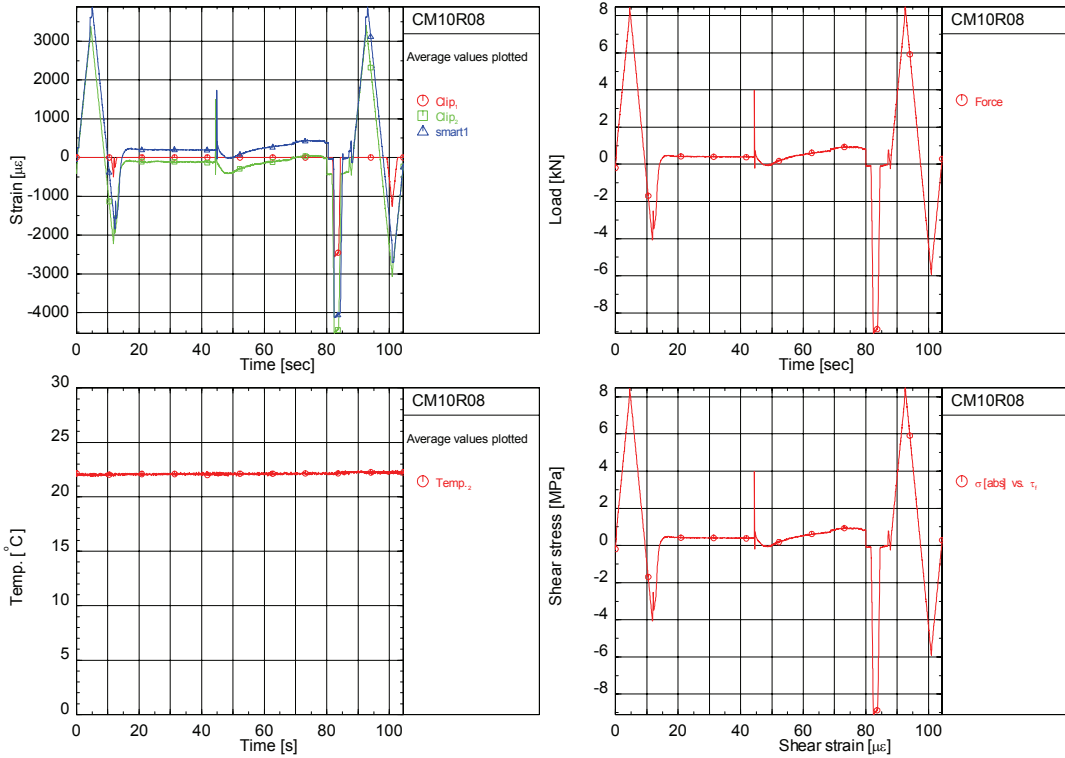 CM10R08
Average values plotted
Clip₁
Clip₂
smart1
3000
2000
1000
0
-1000
-2000
-3000
-4000
Strain [µε]
0 20 40 60 80 100
Time [sec]
CM10R08
Force
8
6
4
2
0
-2
-4
-6
-8
Load [kN]
0 20 40 60 80 100
Time [sec]
CM10R08
Average values plotted
Temp.₂
30
25
22
15
12
5
0
Temp. [°C]
0 20 40 60 80 100
Time [s]
CM10R08
σ [abs] vs. τᵣ
8
6
4
2
0
-2
-4
-6
-8
Shear stress [MPa]
0 20 40 60 80 100
Shear strain [µε]